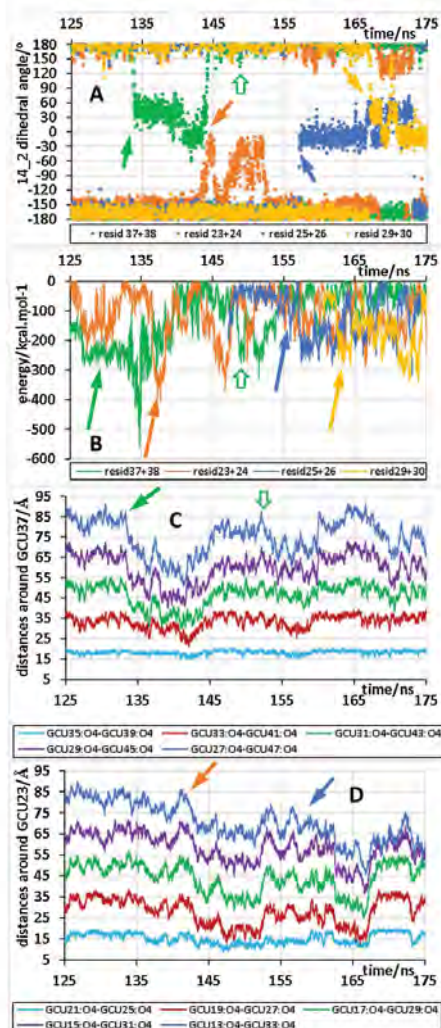 125 135 145 155 165 175
time/ns
14_2 dihedral angle/º
180
150
120
90
60
30
0
-30
-60
-90
-120
-150
-180
A
resid 37+38 resid 23+24 resid 25+26 resid 29+30
125 135 145 155 165 175
time/ns
energy/kcal.mol-1
0
-100
-200
-300
-400
-500
-600
B
resid37+38 resid23+24 resid25+26 resid29+30
distances around GCU37/Å
95
85
75
65
55
45
35
25
15
5
C
125 135 145 155 165 175
time/ns
GCU35:O4-GCU39:O4 GCU33:O4-GCU41:O4 GCU31:O4-GCU43:O4
GCU29:O4-GCU45:O4 GCU27:O4-GCU47:O4
distances around GCU23/Å
95
85
75
65
55
45
35
25
15
5
D
125 135 145 155 165 175
time/ns
GCU21:O4-GCU25:O4 GCU19:O4-GCU27:O4 GCU17:O4-GCU29:O4
GCU15:O4-GCU31:O4 GCU13:O4-GCU33:O4